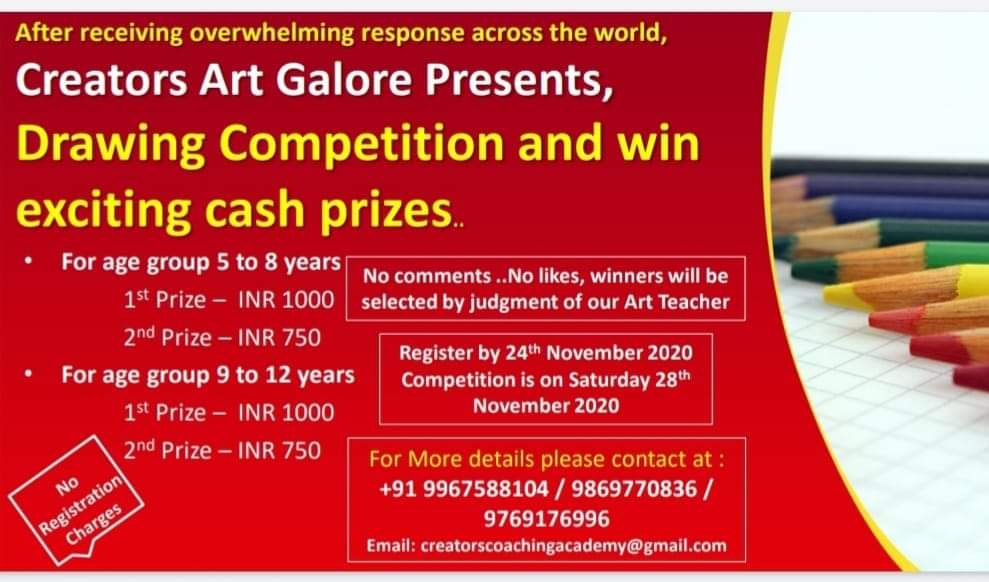 After receiving overwhelming response across the world,
Creators Art Galore Presents,
Drawing Competition and win
exciting cash prizes..
• For age group 5 to 8 years
1st Prize – INR 1000
2nd Prize – INR 750
• For age group 9 to 12 years
1st Prize – INR 1000
2nd Prize – INR 750
No
Registration
Charges
No comments ..No likes, winners will be
selected by judgment of our Art Teacher
Register by 24th November 2020
Competition is on Saturday 28th
November 2020
For More details please contact at :
+91 9967588104 / 9869770836 /
9769176996
Email: creatorscoachingacademy@gmail.com